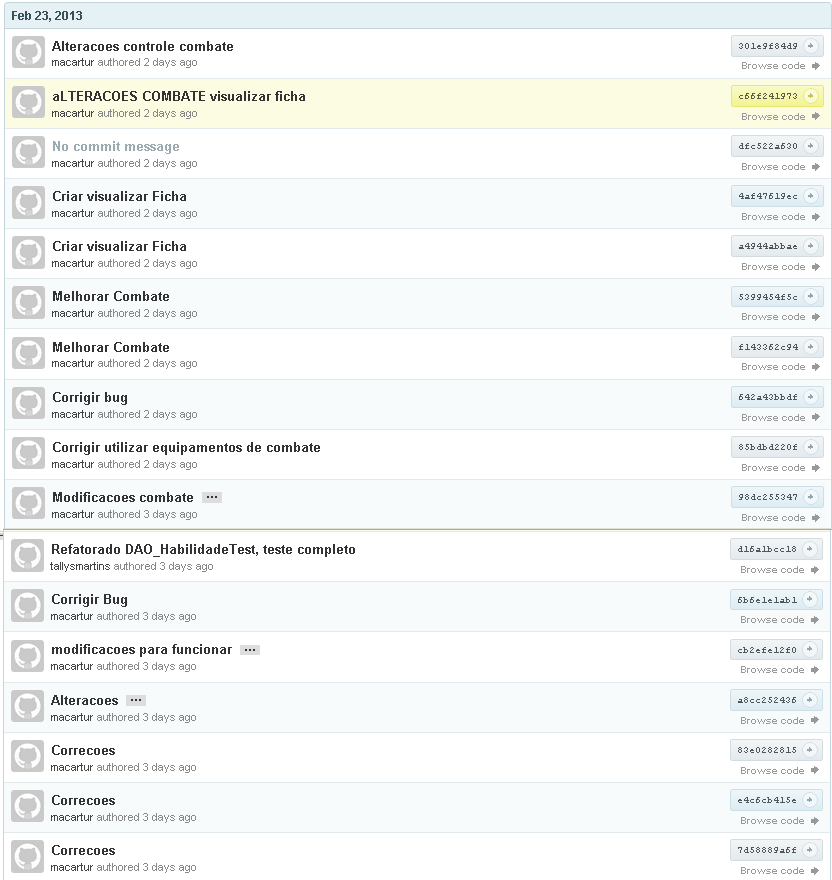 Feb 23, 2013
Alteracoes controle combate
macartur authored 2 days ago
301e9f84d9
Browse code
aLTERACOES COMBATE visualizar ficha
macartur authored 2 days ago
c66f241973
Browse code
No commit message
macartur authored 2 days ago
dfc522a630
Browse code
Criar visualizar Ficha
macartur authored 2 days ago
4af47619ec
Browse code
Criar visualizar Ficha
macartur authored 2 days ago
a4944abbae
Browse code
Melhorar Combate
macartur authored 2 days ago
5399454f5c
Browse code
Melhorar Combate
macartur authored 2 days ago
f143362c94
Browse code
Corrigir bug
macartur authored 2 days ago
642a43bbdf
Browse code
Corrigir utilizar equipamentos de combate
macartur authored 2 days ago
85bdbd220f
Browse code
Modificacoes combate ...
macartur authored 3 days ago
98dc255347
Browse code
Refatorado DAO_HabilidadeTest, teste completo
tallysmartins authored 3 days ago
d16a1bcc18
Browse code
Corrigir Bug
macartur authored 3 days ago
6b6e1e1ab1
Browse code
modificacoes para funcionar ...
macartur authored 3 days ago
cb2efe12f0
Browse code
Alteracoes ...
macartur authored 3 days ago
a8cc252436
Browse code
Correcoes
macartur authored 3 days ago
83e0282815
Browse code
Correcoes
macartur authored 3 days ago
e4c6cb415e
Browse code
Correcoes
macartur authored 3 days ago
7d58889a6f
Browse code